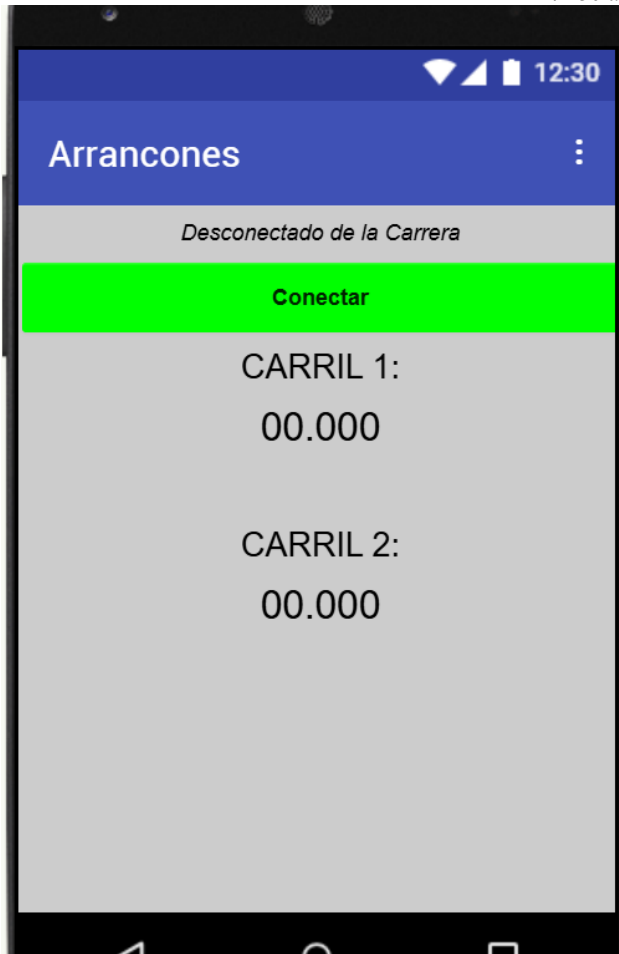 12:30
Arrancones
Desconectado de la Carrera
Conectar
CARRIL 1:
00.000
CARRIL 2:
00.000